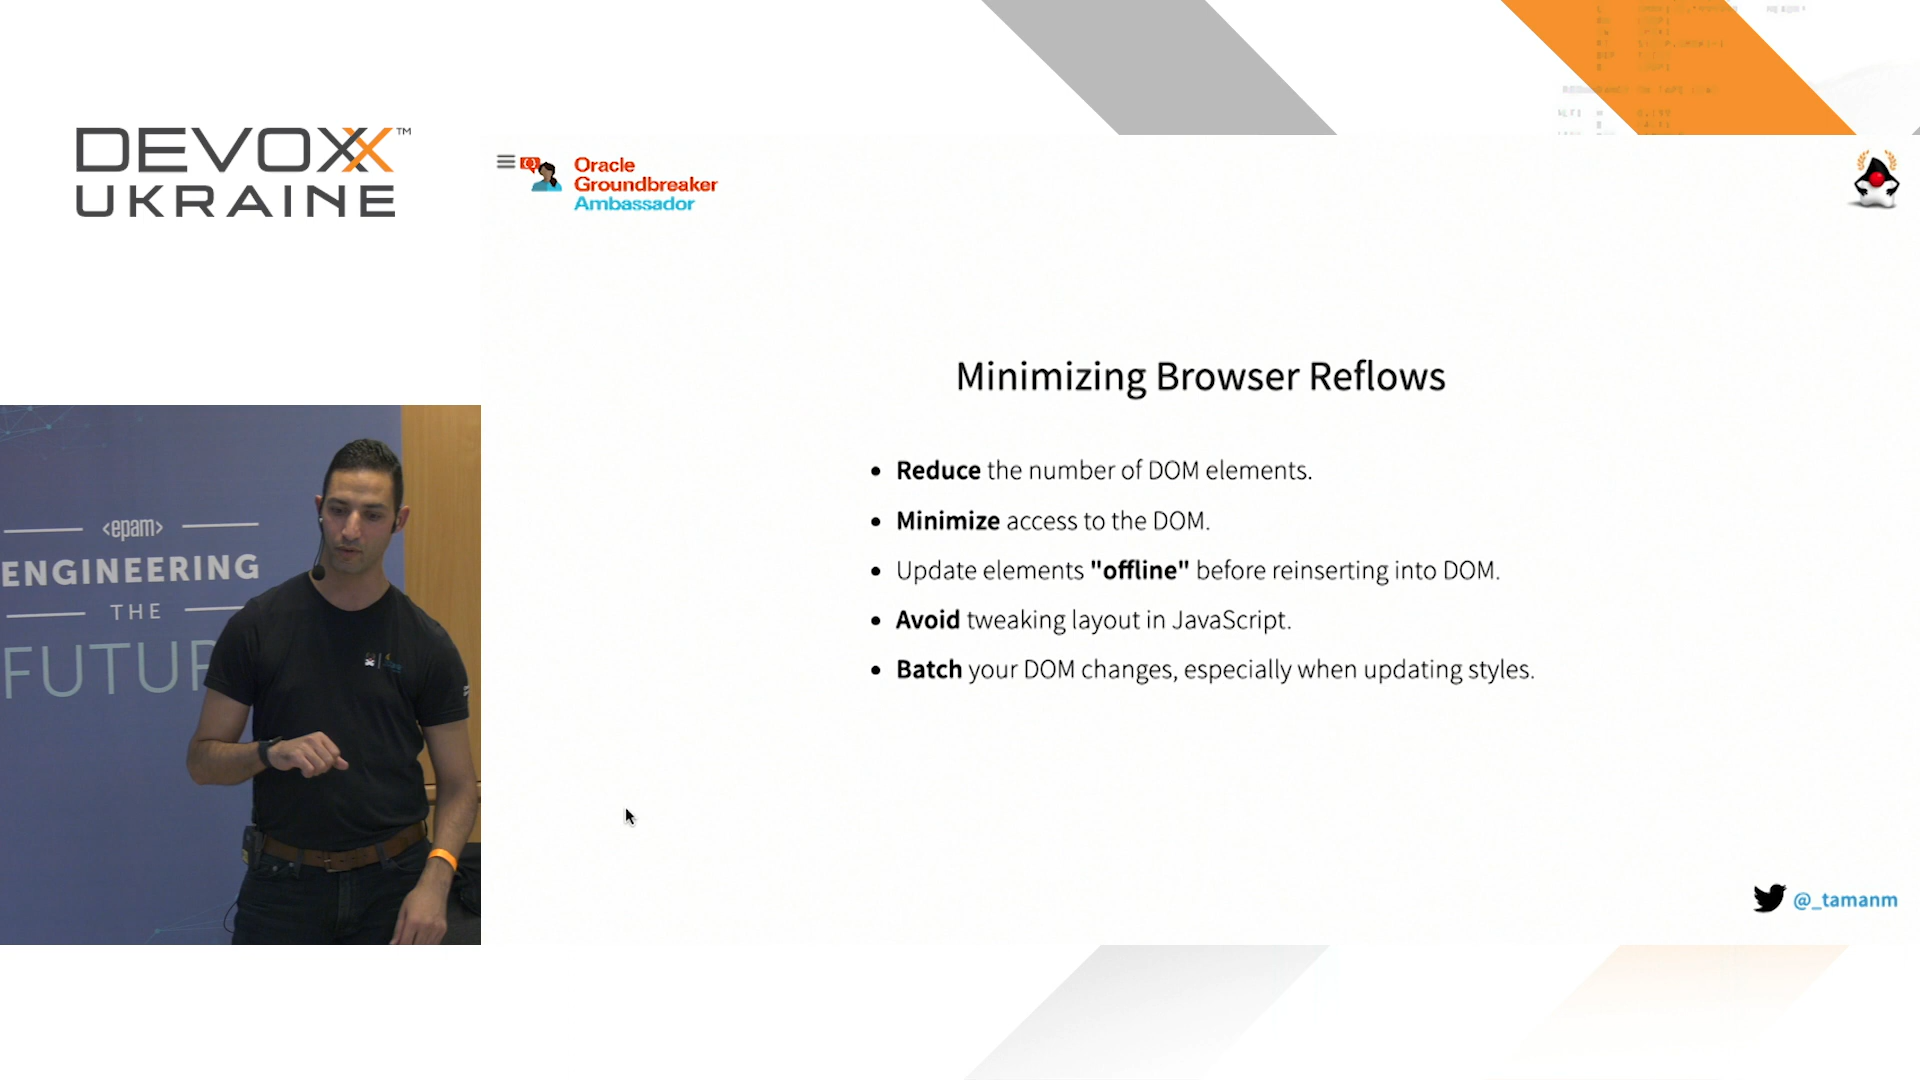 DEVOXX™
UKRAINE
Oracle
Groundbreaker
Ambassador
Minimizing Browser Reflows
• Reduce the number of DOM elements.
• Minimize access to the DOM.
• Update elements "offline" before reinserting into DOM.
• Avoid tweaking layout in JavaScript.
• Batch your DOM changes, especially when updating styles.
<epam>
ENGINEERING
THE
FUTUR
@_tamanm